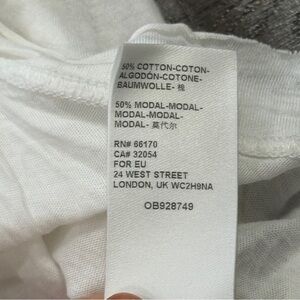 50% COTTON-COTON-
ALGODÓN-COTONE-
BAUMWOLLE- 棉
50% MODAL-MODAL-
MODAL-MODAL-
MODAL- 莫代尔
RN# 66170
CA# 32054
FOR EU
24 WEST STREET
LONDON, UK WC2H9NA
OB928749